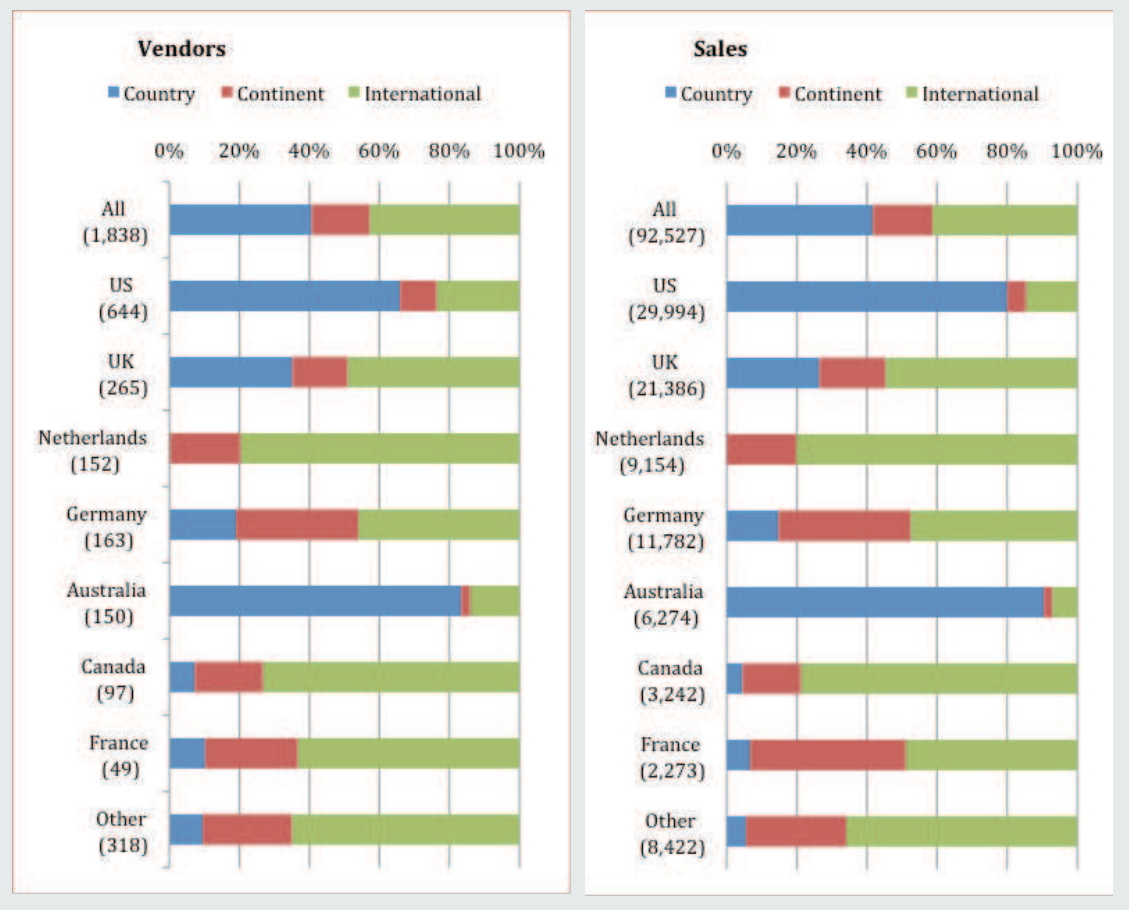 Vendors
Country Continent International
0% 20% 40% 60% 80% 100%
All
(1,838)
US
(644)
UK
(265)
Netherlands
(152)
Germany
(163)
Australia
(150)
Canada
(97)
France
(49)
Other
(318)
Sales
Country Continent International
0% 20% 40% 60% 80% 100%
All
(92,527)
US
(29,994)
UK
(21,386)
Netherlands
(9,154)
Germany
(11,782)
Australia
(6,274)
Canada
(3,242)
France
(2,273)
Other
(8,422)